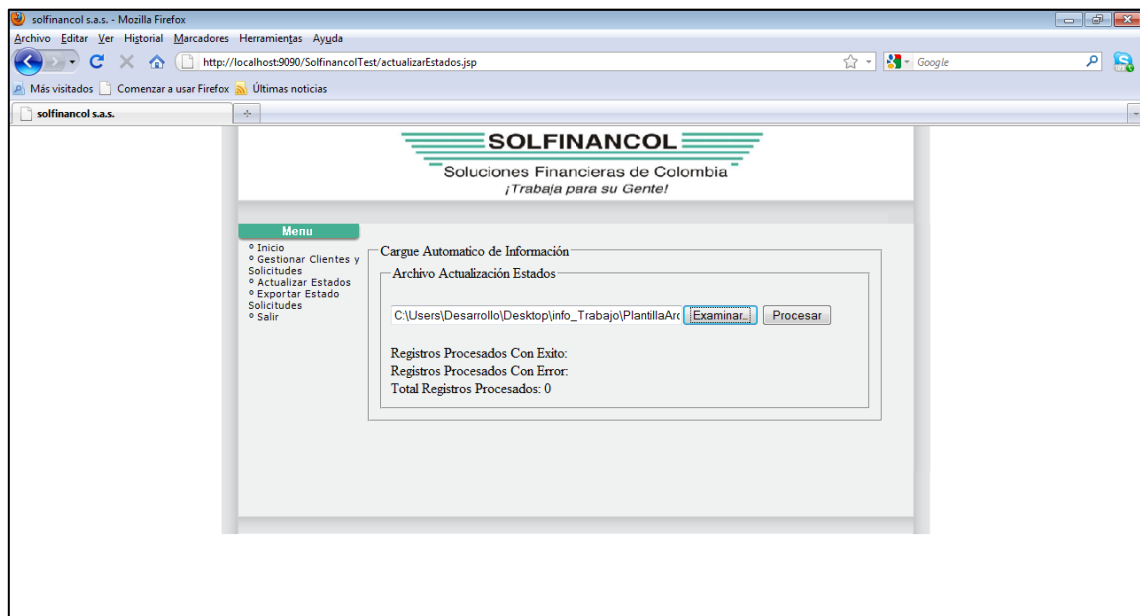 solfinancol s.a.s. - Mozilla Firefox
Archivo Editar Ver Historial Marcadores Herramientas Ayuda
http://localhost:9090/SolfinancolTest/actualizarEstados.jsp
Google
Más visitados Comenzar a usar Firefox Últimas noticias
solfinancol s.a.s.
SOLFINANCOL
Soluciones Financieras de Colombia
¡Trabaja para su Gente!
Menu
º Inicio
º Gestionar Clientes y
Solicitudes
º Actualizar Estados
º Exportar Estado
Solicitudes
º Salir
Cargue Automatico de Información
Archivo Actualización Estados
C:\Users\Desarrollo\Desktop\info_Trabajo\PlantillaArc Examinar... Procesar
Registros Procesados Con Exito:
Registros Procesados Con Error:
Total Registros Procesados: 0